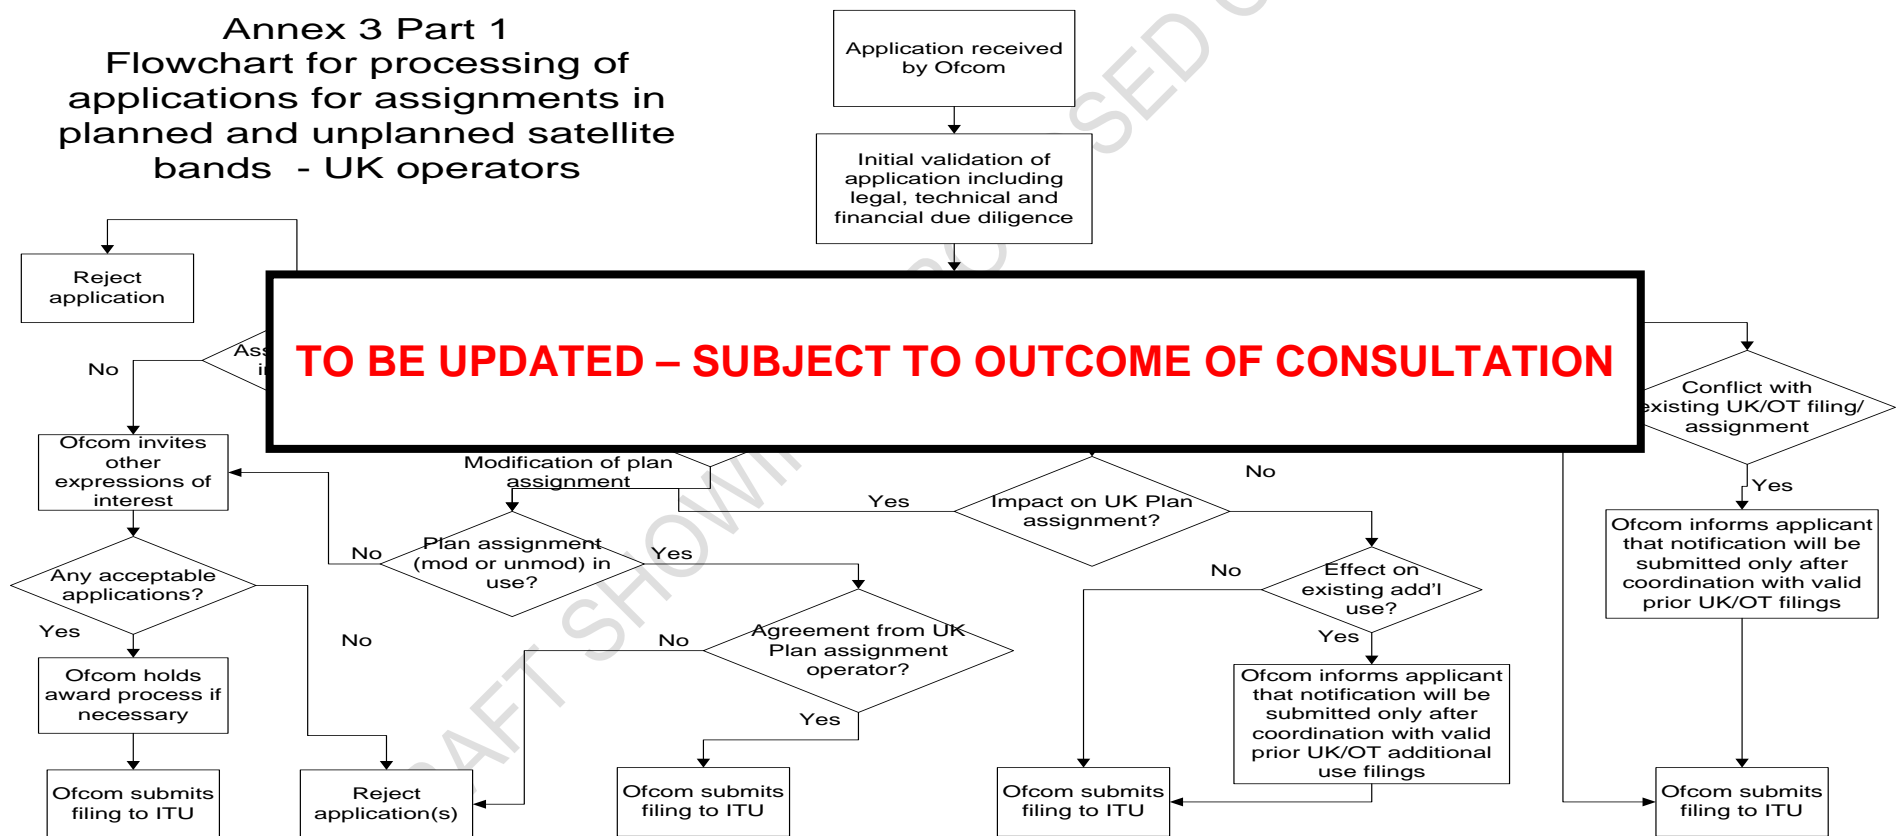 Annex 3 Part 1
Flowchart for processing of
applications for assignments in
planned and unplanned satellite
bands - UK operators
Application received
by Ofcom
Initial validation of
application including
legal, technical and
financial due diligence
Reject
application
TO BE UPDATED – SUBJECT TO OUTCOME OF CONSULTATION
No
Conflict with
existing UK/OT filing/
assignment
Ofcom invites
other
expressions of
interest
Modification of plan
assignment
Yes
Impact on UK Plan
assignment?
No
Yes
Ofcom informs applicant
that notification will be
submitted only after
coordination with valid
prior UK/OT filings
No
Plan assignment
(mod or unmod) in
use?
Yes
Any acceptable
applications?
No
Effect on
existing add'l
use?
Yes
No
No
Agreement from UK
Plan assignment
operator?
Yes
Ofcom holds
award process if
necessary
Yes
Ofcom informs applicant
that notification will be
submitted only after
coordination with valid
prior UK/OT additional
use filings
Ofcom submits
filing to ITU
Reject
application(s)
Ofcom submits
filing to ITU
Ofcom submits
filing to ITU
Ofcom submits
filing to ITU